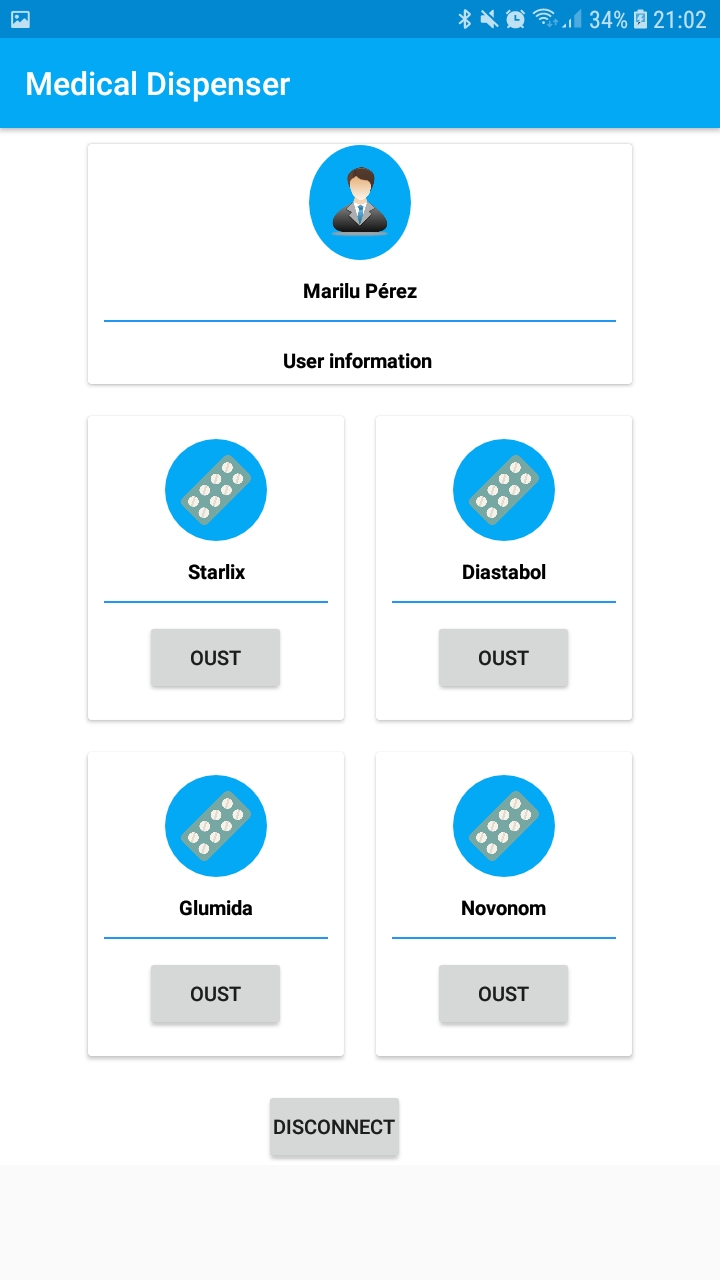 34% 21:02
Medical Dispenser
Marilu Pérez
User information
Starlix
Diastabol
OUST
OUST
Glumida
Novonom
OUST
OUST
DISCONNECT